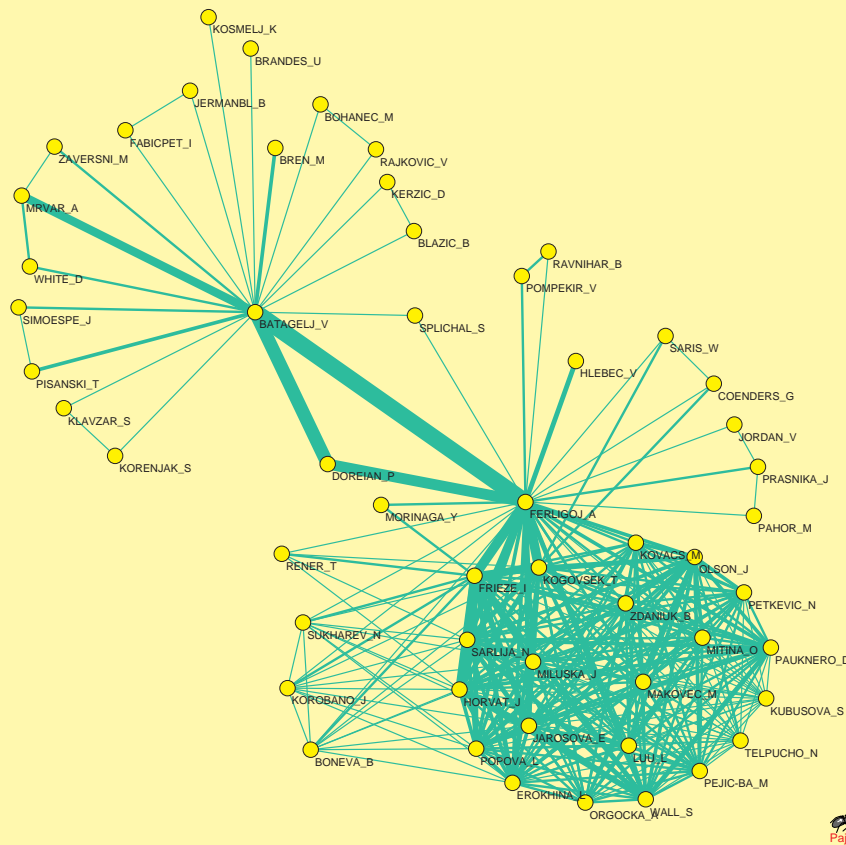 KOSMELJ_K
BRANDES_U
JERMANBL_B
BOHANEC_M
FABICPET_I
ZAVERSNI_M
BREN_M
RAJKOVIC_V
KERZIC_D
MRVAR_A
BLAZIC_B
RAVNIHAR_B
WHITE_D
POMPEKIR_V
SIMOESPE_J
BATAGELJ_V
SPLICHAL_S
SARIS_W
HLEBEC_V
PISANSKI_T
COENDERS_G
KLAVZAR_S
JORDAN_V
KORENJAK_S
DOREIAN_P
PRASNIKA_J
FERLIGOJ_A
MORINAGA_Y
PAHOR_M
KOVACS_M
RENER_T
OLSON_J
KOGOVSEK_T
FRIEZE_I
PETKEVIC_N
ZDANIUK_B
SUKHAREV_N
SARLIJA_N
MITINA_O
PAUKNERO_D
MILUSKA_J
KOROBANO_J
HORVAT_J
MAKOVEC_M
KUBUSOVA_S
JAROSOVA_E
TELPUCHO_N
LUU_L
BONEVA_B
POPOVA_L
PEJIC-BA_M
EROKHINA_L
ORGOCKA_A
WALL_S
Paj